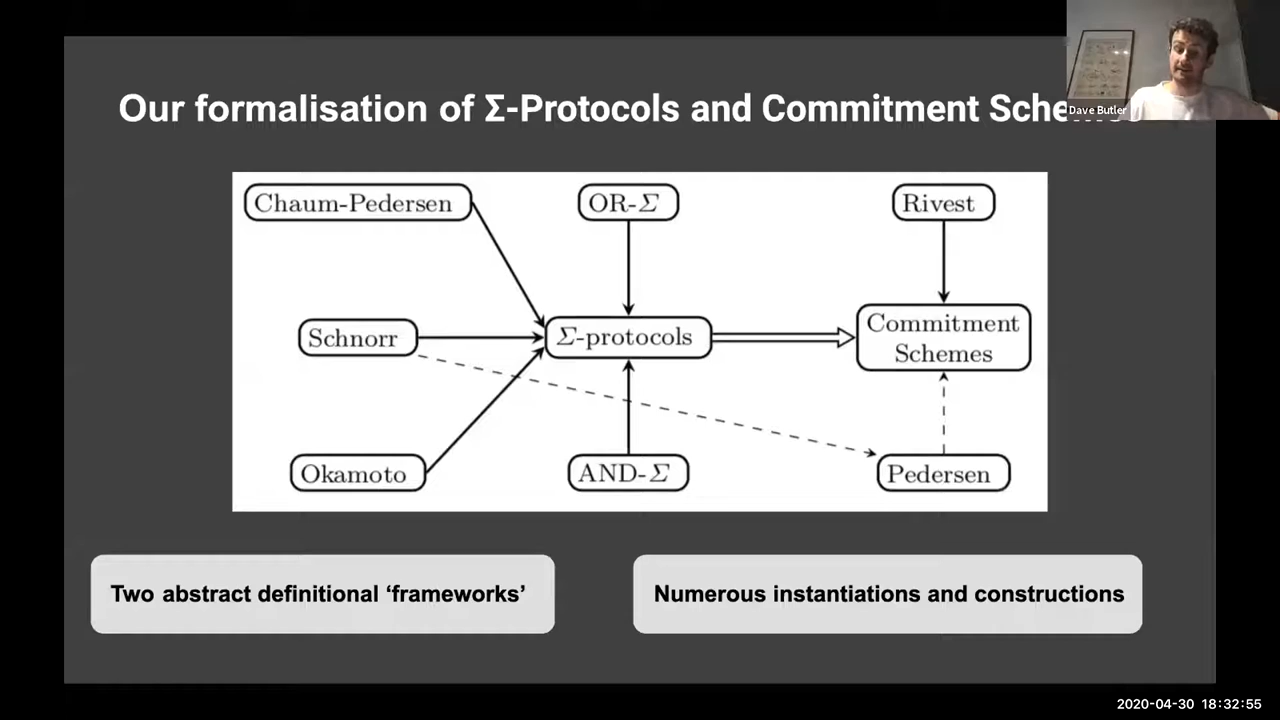 Our formalisation of Σ-Protocols and Commitment
Dave Butler
Chaum-Pedersen
OR-Σ
Rivest
Schnorr
Σ-protocols
Commitment
Schemes
Okamoto
AND-Σ
Pedersen
Two abstract definitional ‘frameworks’
Numerous instantiations and constructions
2020-04-30 18:32:55